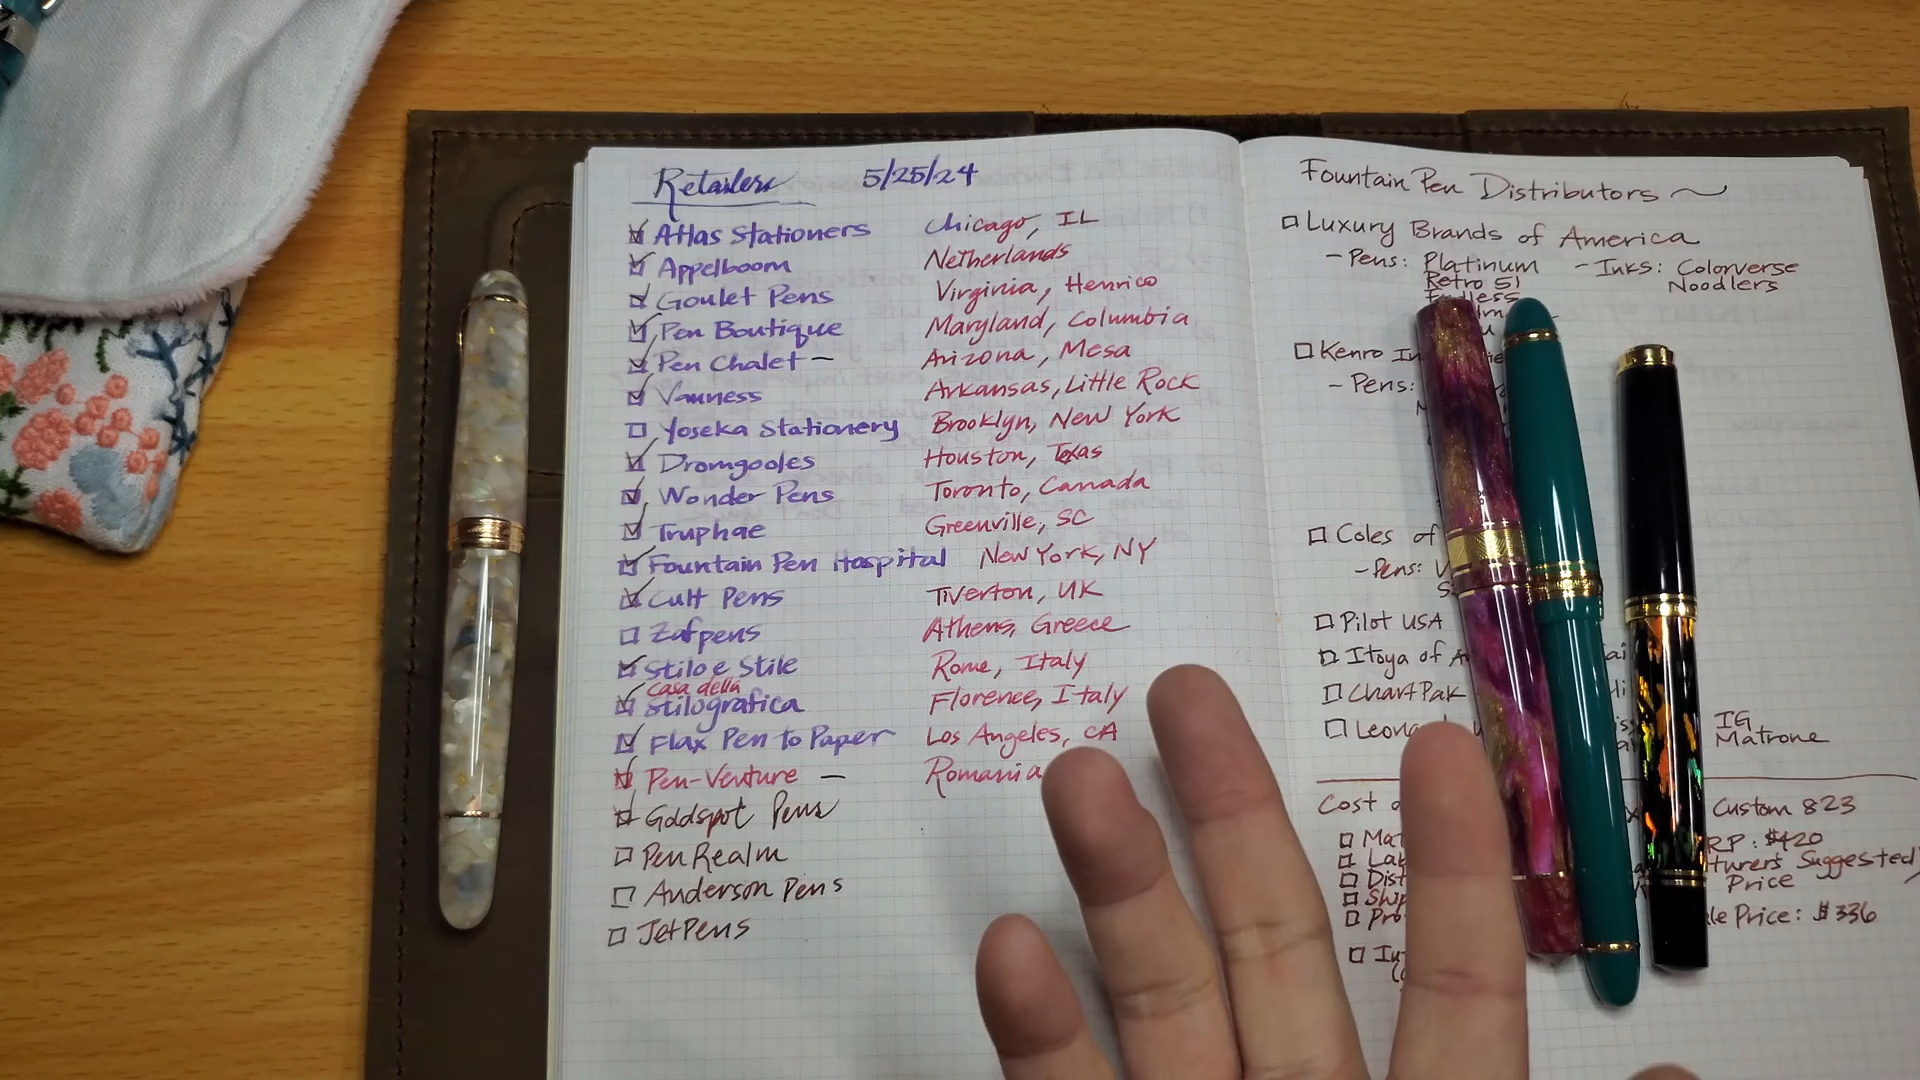 Retailers 5/25/24
Atlas Stationers Chicago, IL
Appelboom Netherlands
Goulet Pens Virginia, Henrico
Pen Boutique Maryland, Columbia
Pen Chalet – Arizona, Mesa
Vanness Arkansas, Little Rock
Yoseka Stationery Brooklyn, New York
Dromgooles Houston, Texas
Wonder Pens Toronto, Canada
Truphae Greenville, SC
Fountain Pen Hospital New York, NY
Cult Pens Tiverton, UK
Zafpens Athens, Greece
Stilo e Stile Rome, Italy
Casa della
Stilografica Florence, Italy
Flax Pen to Paper Los Angeles, CA
Pen-Venture – Romania
Goldspot Pens
Pen Realm
Anderson Pens
JetPens
Fountain Pen Distributors
Luxury Brands of America
- Pens: Platinum - Inks: Colorverse
Retro 51 Noodlers
Endless
Kenro
- Pens:
Coles of
- Pens:
Pilot USA
Itoya of
ChartPak
IG
Matrone
Cost Custom 823
$420
Suggested
Price
Price: $336